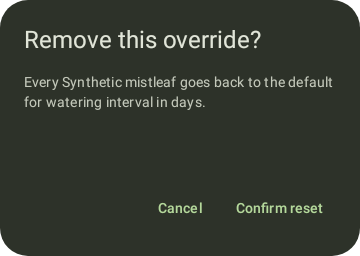 Remove this override?
Every Synthetic mistleaf goes back to the default
for watering interval in days.
Cancel Confirm reset